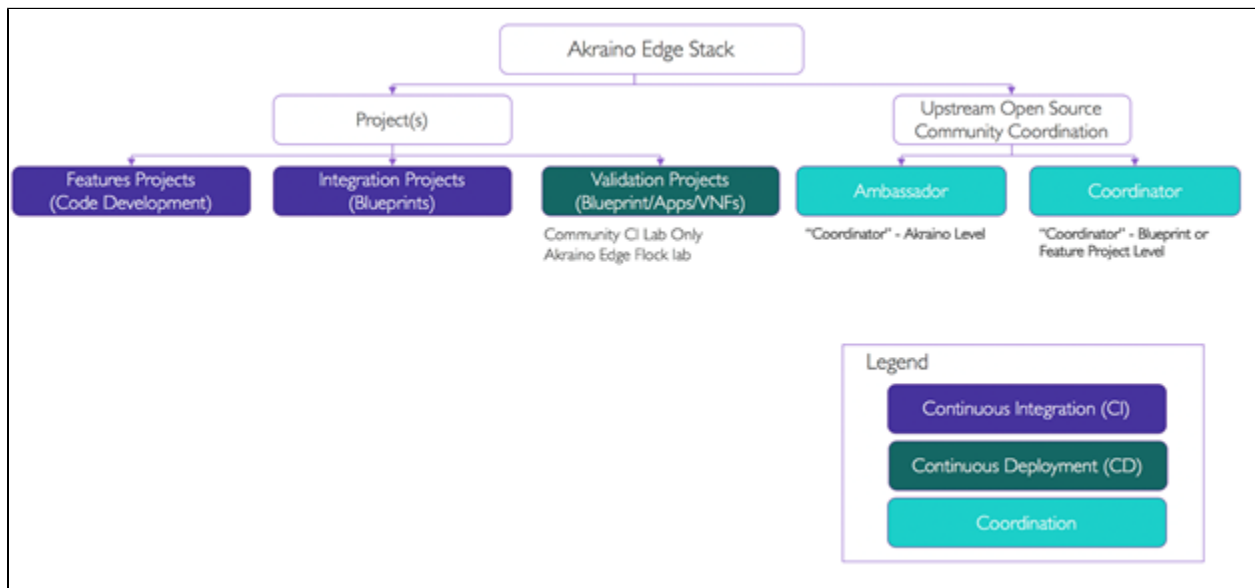 Akraino Edge Stack
Project(s)
Upstream Open Source
Community Coordination
Features Projects
(Code Development)
Integration Projects
(Blueprints)
Validation Projects
(Blueprint/Apps/VNFs)
Ambassador
Coordinator
Community CI Lab Only
Akraino Edge Flock lab
"Coordinator" - Akraino Level
"Coordinator" - Blueprint or
Feature Project Level
Legend
Continuous Integration (CI)
Continuous Deployment (CD)
Coordination